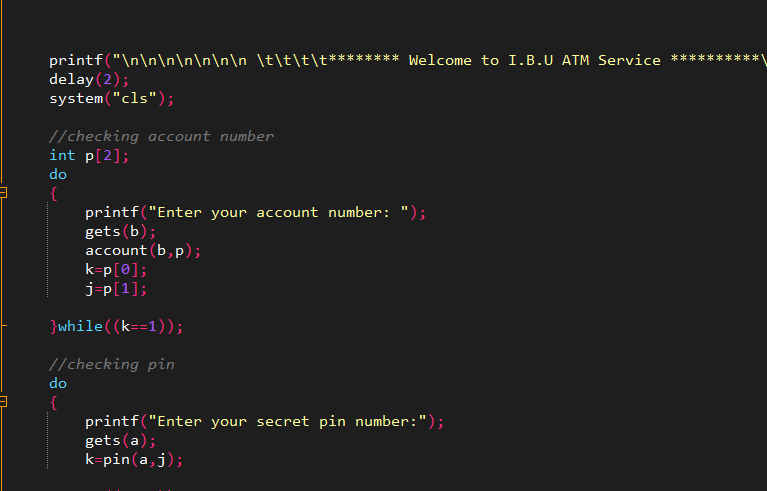 printf("\n\n\n\n\n\n\n \t\t\t\t******** Welcome to I.B.U ATM Service **********\
delay(2);
system("cls");
//checking account number
int p[2];
do
{
printf("Enter your account number: ");
gets(b);
account(b,p);
k=p[0];
j=p[1];
}while((k==1));
//checking pin
do
{
printf("Enter your secret pin number:");
gets(a);
k=pin(a,j);